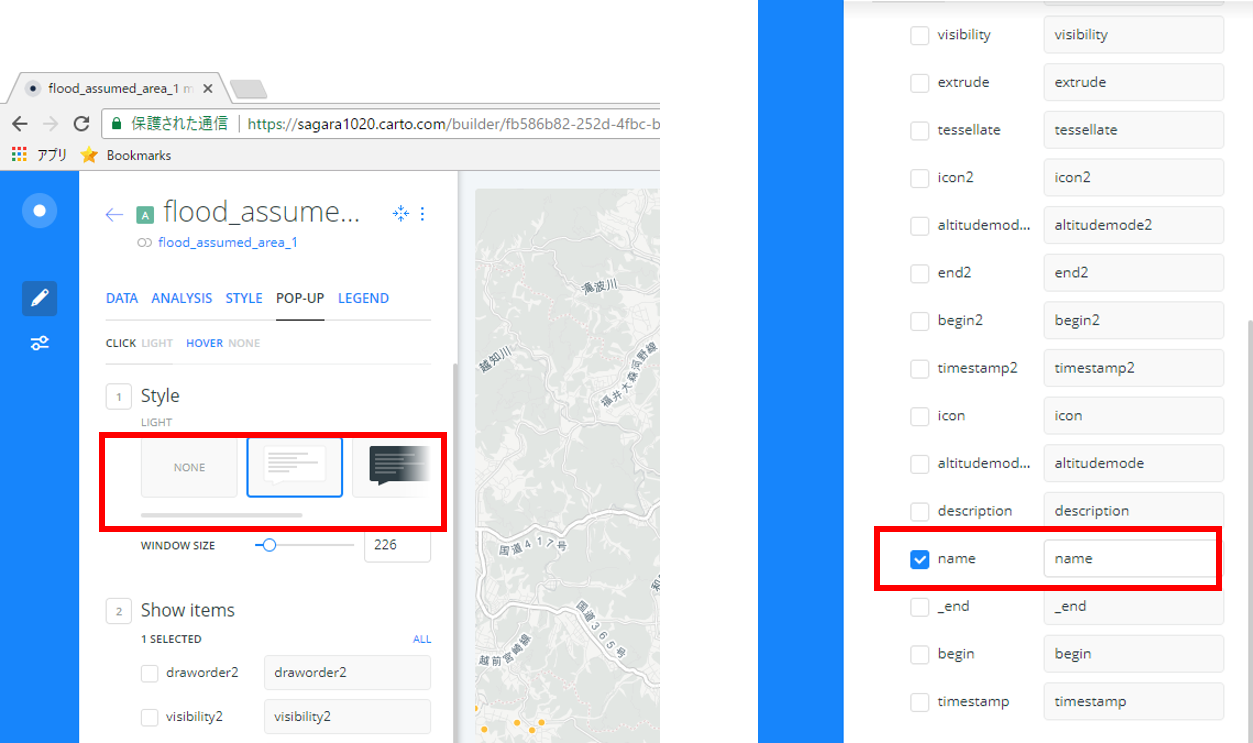 flood_assumed_area_1 m
保護された通信 https://sagara1020.carto.com/builder/fb586b82-252d-4fbc-b
アプリ Bookmarks
A flood_assume...
flood_assumed_area_1
DATA ANALYSIS STYLE POP-UP LEGEND
CLICK LIGHT HOVER NONE
1 Style
LIGHT
NONE
WINDOW SIZE 226
2 Show items
1 SELECTED ALL
draworder2 draworder2
visibility2 visibility2
越知川
福井大森河野線
国道417号
国道365号
越前宮崎線
visibility visibility
extrude extrude
tessellate tessellate
icon2 icon2
altitudemod... altitudemode2
end2 end2
begin2 begin2
timestamp2 timestamp2
icon icon
altitudemod... altitudemode
description description
name name
_end _end
begin begin
timestamp timestamp